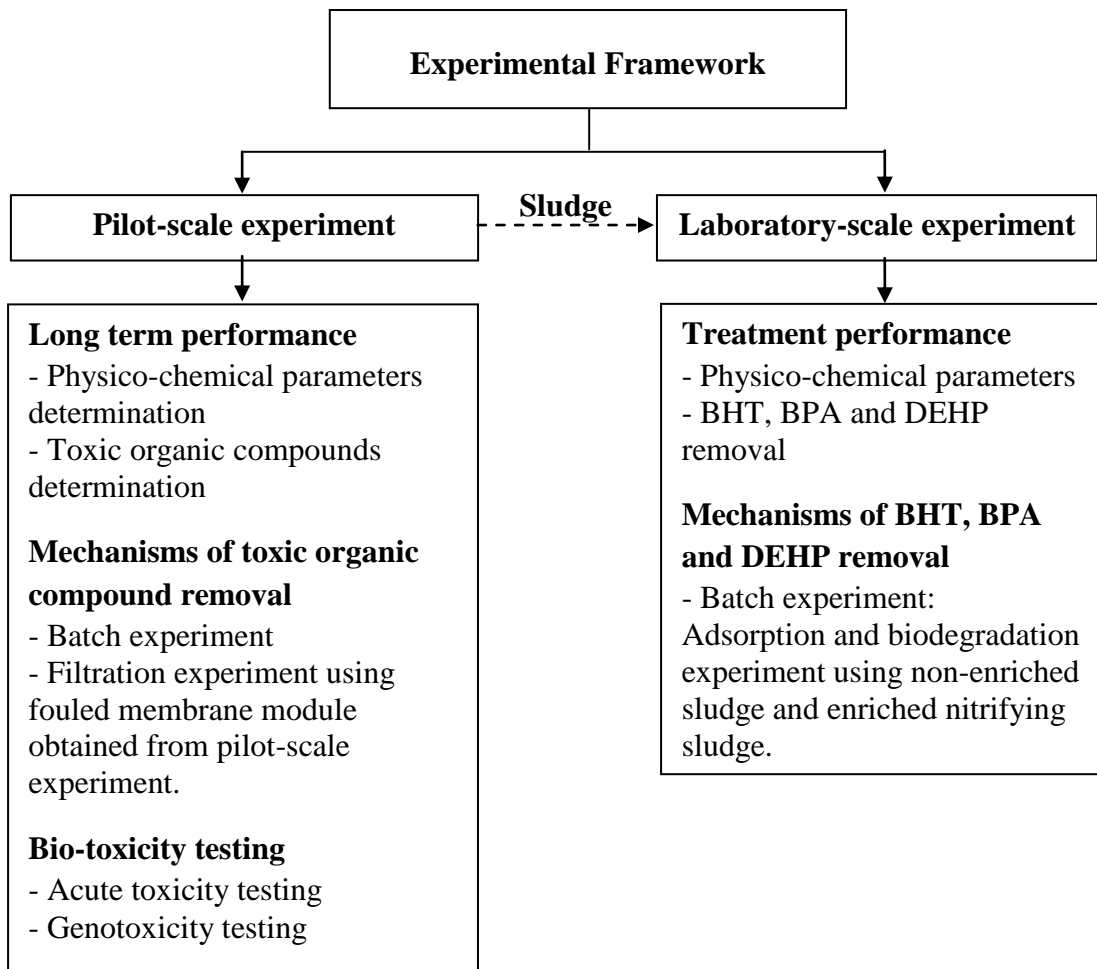 Experimental Framework
Pilot-scale experiment
Sludge
Laboratory-scale experiment
Long term performance
- Physico-chemical parameters
determination
- Toxic organic compounds
determination
Mechanisms of toxic organic
compound removal
- Batch experiment
- Filtration experiment using
fouled membrane module
obtained from pilot-scale
experiment.
Bio-toxicity testing
- Acute toxicity testing
- Genotoxicity testing
Treatment performance
- Physico-chemical parameters
- BHT, BPA and DEHP
removal
Mechanisms of BHT, BPA
and DEHP removal
- Batch experiment:
Adsorption and biodegradation
experiment using non-enriched
sludge and enriched nitrifying
sludge.